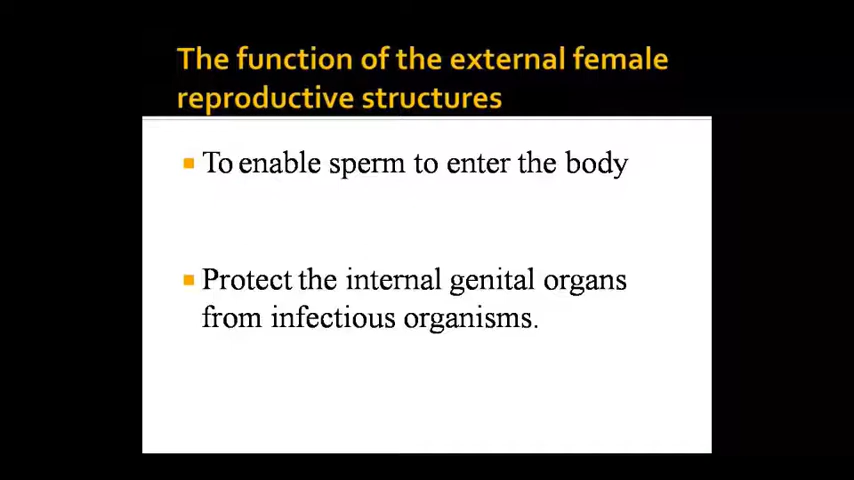 The function of the external female
reproductive structures
To enable sperm to enter the body
Protect the internal genital organs
from infectious organisms.